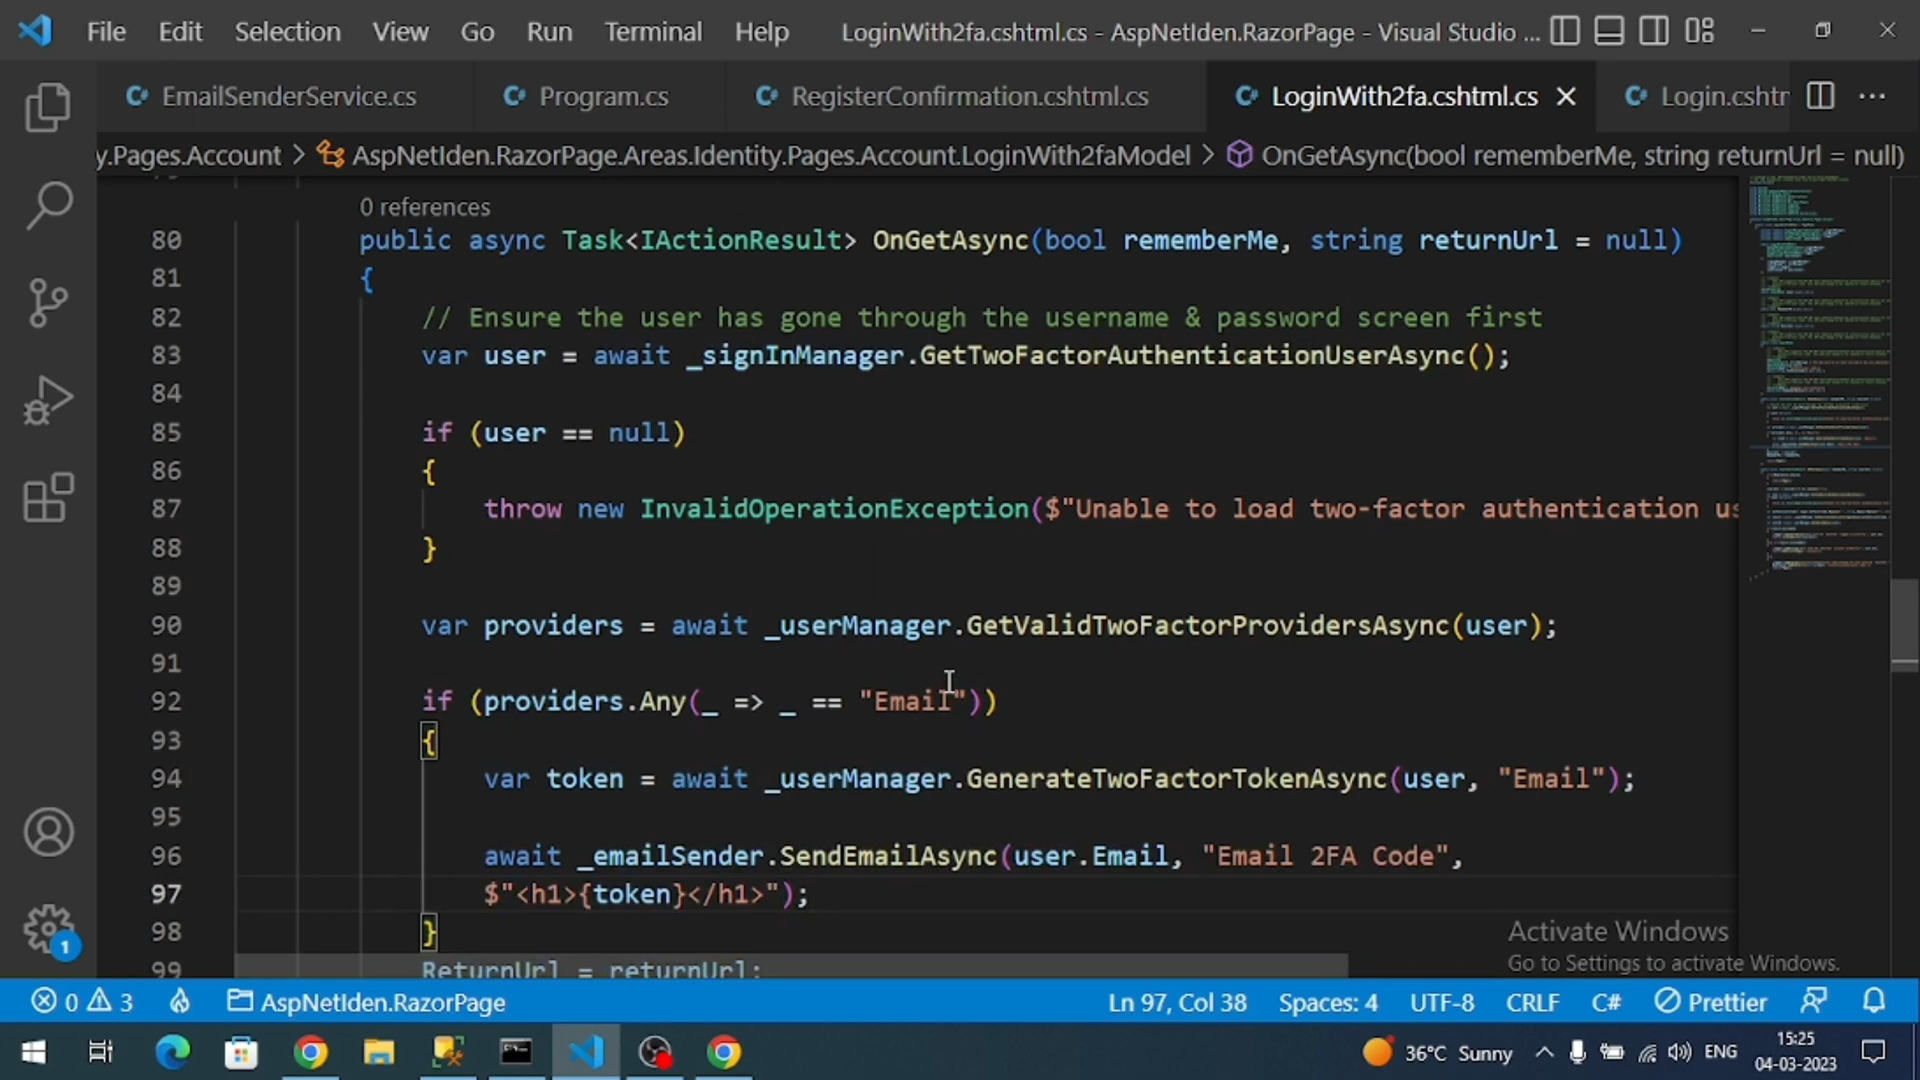 File Edit Selection View Go Run Terminal Help LoginWith2fa.cshtml.cs - AspNetIden.RazorPage - Visual Studio ...
EmailSenderService.cs Program.cs RegisterConfirmation.cshtml.cs LoginWith2fa.cshtml.cs Login.csht
y.Pages.Account > AspNetIden.RazorPage.Areas.Identity.Pages.Account.LoginWith2faModel > OnGetAsync(bool rememberMe, string returnUrl = null)
0 references
80 public async Task<IActionResult> OnGetAsync(bool rememberMe, string returnUrl = null)
81 {
82 // Ensure the user has gone through the username & password screen first
83 var user = await _signInManager.GetTwoFactorAuthenticationUserAsync();
84
85 if (user == null)
86 {
87 throw new InvalidOperationException($"Unable to load two-factor authentication us
88 }
89
90 var providers = await _userManager.GetValidTwoFactorProvidersAsync(user);
91
92 if (providers.Any(_ => _ == "Email"))
93 {
94 var token = await _userManager.GenerateTwoFactorTokenAsync(user, "Email");
95
96 await _emailSender.SendEmailAsync(user.Email, "Email 2FA Code",
97 $"<h1>{token}</h1>");
98 }
99 ReturnUrl = returnUrl;
Activate Windows
Go to Settings to activate Windows.
0 3 AspNetIden.RazorPage Ln 97, Col 38 Spaces: 4 UTF-8 CRLF C# Prettier
1
36°C Sunny ENG 15:25
04-03-2023